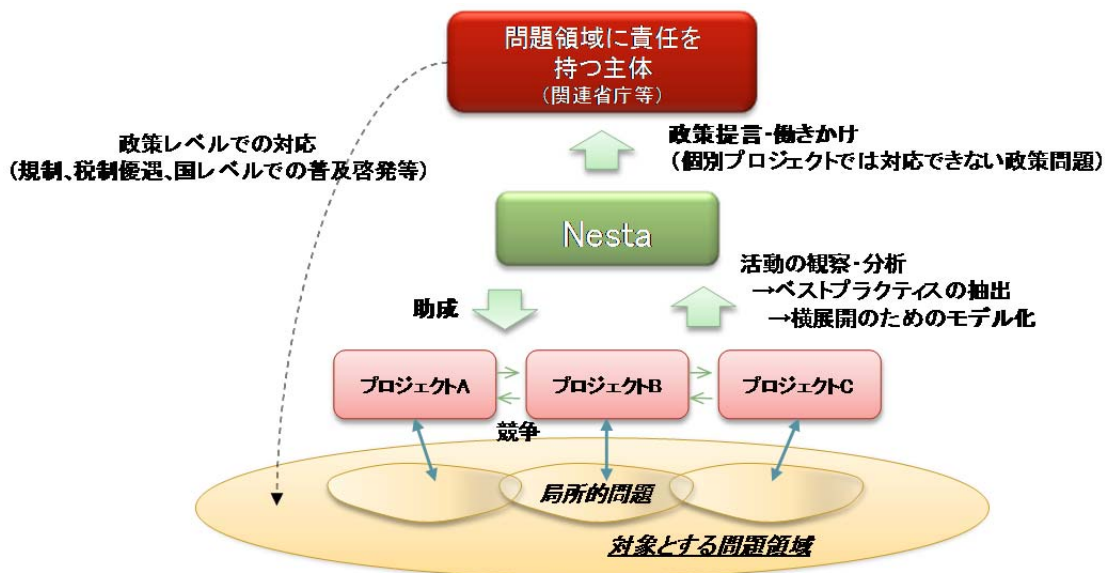 問題領域に責任を
持つ主体
(関連省庁等)
政策レベルでの対応
(規制、税制優遇、国レベルでの普及啓発等)
政策提言・働きかけ
(個別プロジェクトでは対応できない政策問題)
Nesta
活動の観察・分析
→ベストプラクティスの抽出
→横展開のためのモデル化
助成
プロジェクトA
プロジェクトB
プロジェクトC
競争
局所的問題
対象とする問題領域